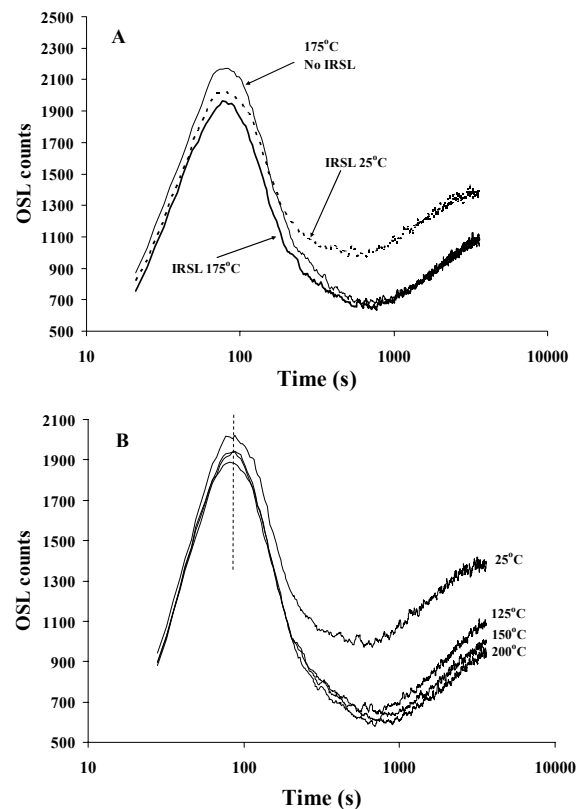 A
2500
2300
2100
1900
1700
1500
1300
1100
900
700
500
OSL counts
175°C
No IRSL
IRSL 25°C
IRSL 175°C
10
100
1000
10000
Time (s)
B
2100
1900
1700
1500
1300
1100
900
700
500
OSL counts
25°C
125°C
150°C
200°C
10
100
1000
10000
Time (s)